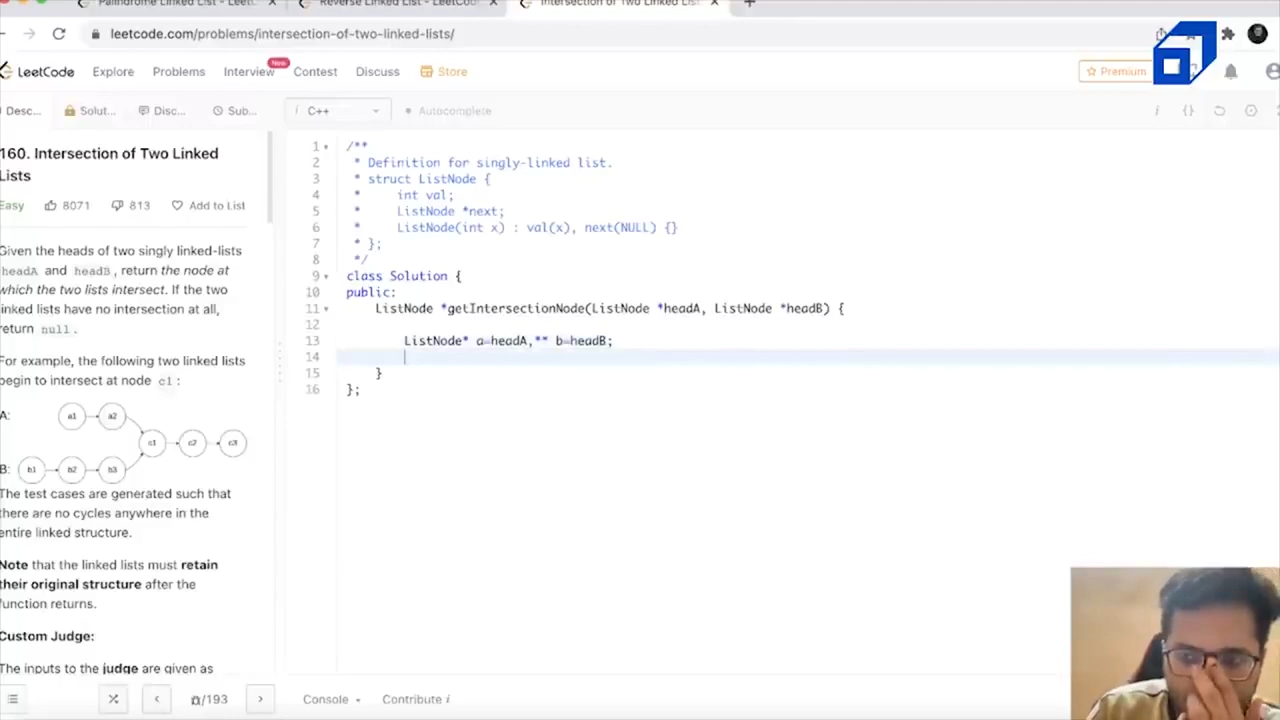 Palindrome Linked List - LeetC
Reverse Linked List - LeetCode
Intersection of Two Linked List
leetcode.com/problems/intersection-of-two-linked-lists/
LeetCode Explore Problems Interview New Contest Discuss Store Premium
Desc... Solut... Disc... Sub... i C++ Autocomplete
160. Intersection of Two Linked
Lists
Easy 8071 813 Add to List
Given the heads of two singly linked-lists
headA and headB, return the node at
which the two lists intersect. If the two
linked lists have no intersection at all,
return null.
For example, the following two linked lists
begin to intersect at node c1:
A: a1 a2
c1 c2 c3
B: b1 b2 b3
The test cases are generated such that
there are no cycles anywhere in the
entire linked structure.
Note that the linked lists must retain
their original structure after the
function returns.
Custom Judge:
The inputs to the judge are given as
/193
1 /**
2 * Definition for singly-linked list.
3 * struct ListNode {
4 * int val;
5 * ListNode *next;
6 * ListNode(int x) : val(x), next(NULL) {}
7 * };
8 */
9 class Solution {
10 public:
11 ListNode *getIntersectionNode(ListNode *headA, ListNode *headB) {
12
13 ListNode* a=headA,** b=headB;
14
15 }
16 };
Console Contribute i